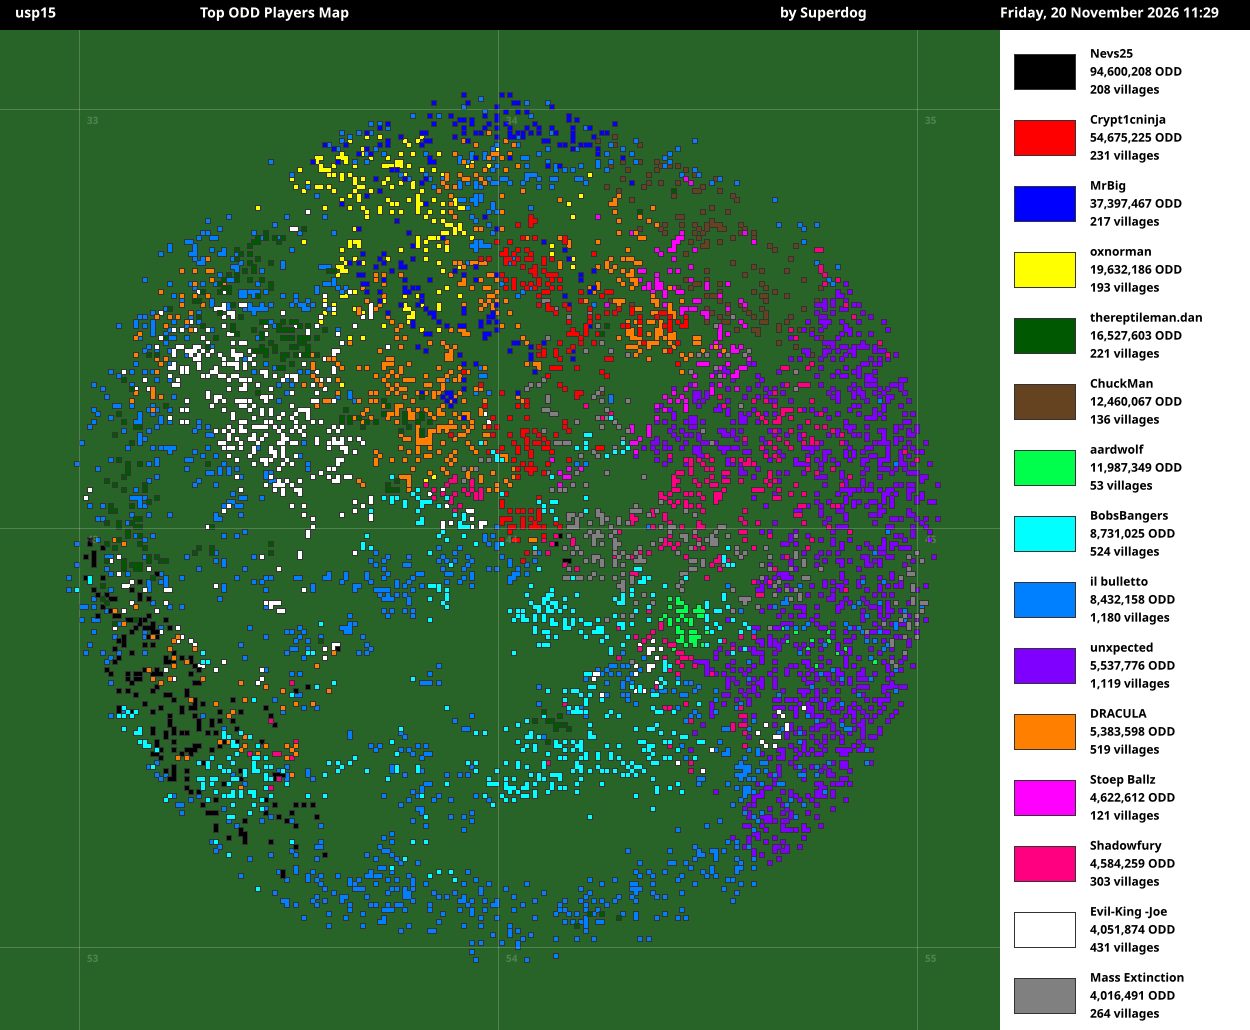 usp15 Top ODD Players Map by Superdog Friday, 20 November 2026 11:29
Nevs25
94,600,208 ODD
208 villages
Crypt1cninja
54,675,225 ODD
231 villages
MrBig
37,397,467 ODD
217 villages
oxnorman
19,632,186 ODD
193 villages
thereptileman.dan
16,527,603 ODD
221 villages
ChuckMan
12,460,067 ODD
136 villages
aardwolf
11,987,349 ODD
53 villages
BobsBangers
8,731,025 ODD
524 villages
il bulletto
8,432,158 ODD
1,180 villages
unxpected
5,537,776 ODD
1,119 villages
DRACULA
5,383,598 ODD
519 villages
Stoep Ballz
4,622,612 ODD
121 villages
Shadowfury
4,584,259 ODD
303 villages
Evil-King -Joe
4,051,874 ODD
431 villages
Mass Extinction
4,016,491 ODD
264 villages
33 34 35
45
53 54 55